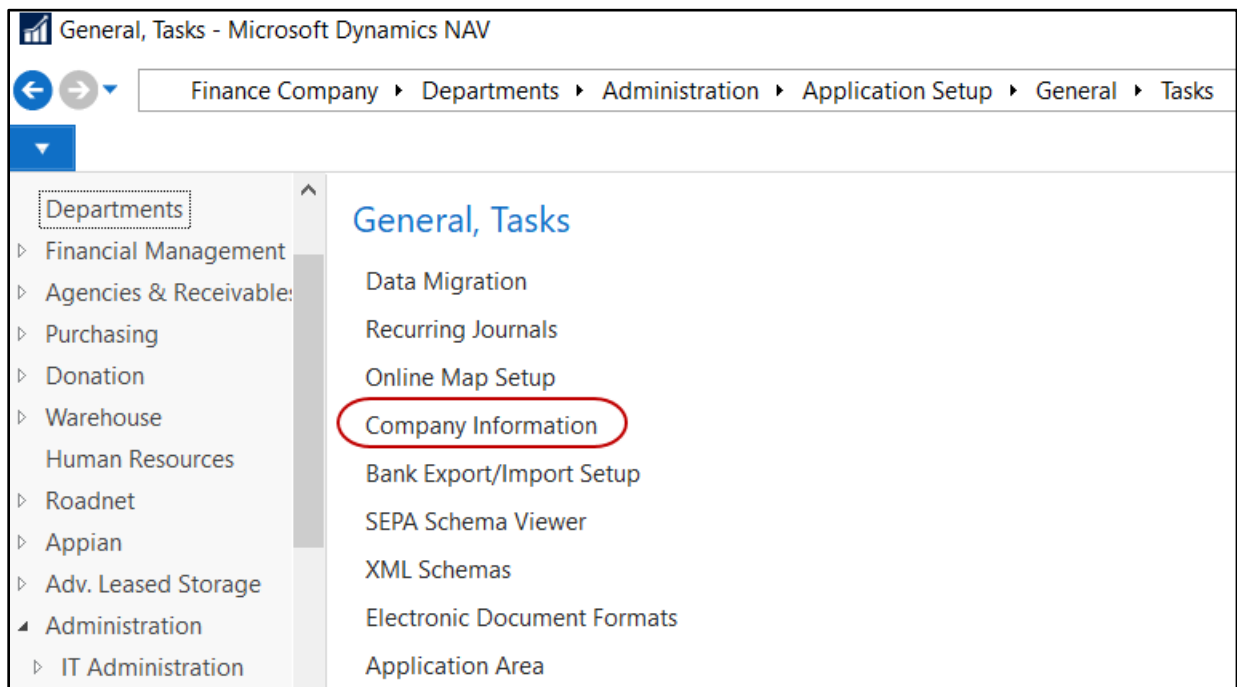 General, Tasks - Microsoft Dynamics NAV
Finance Company Departments Administration Application Setup General Tasks
Departments
Financial Management
Agencies & Receivables
Purchasing
Donation
Warehouse
Human Resources
Roadnet
Appian
Adv. Leased Storage
Administration
IT Administration
General, Tasks
Data Migration
Recurring Journals
Online Map Setup
Company Information
Bank Export/Import Setup
SEPA Schema Viewer
XML Schemas
Electronic Document Formats
Application Area